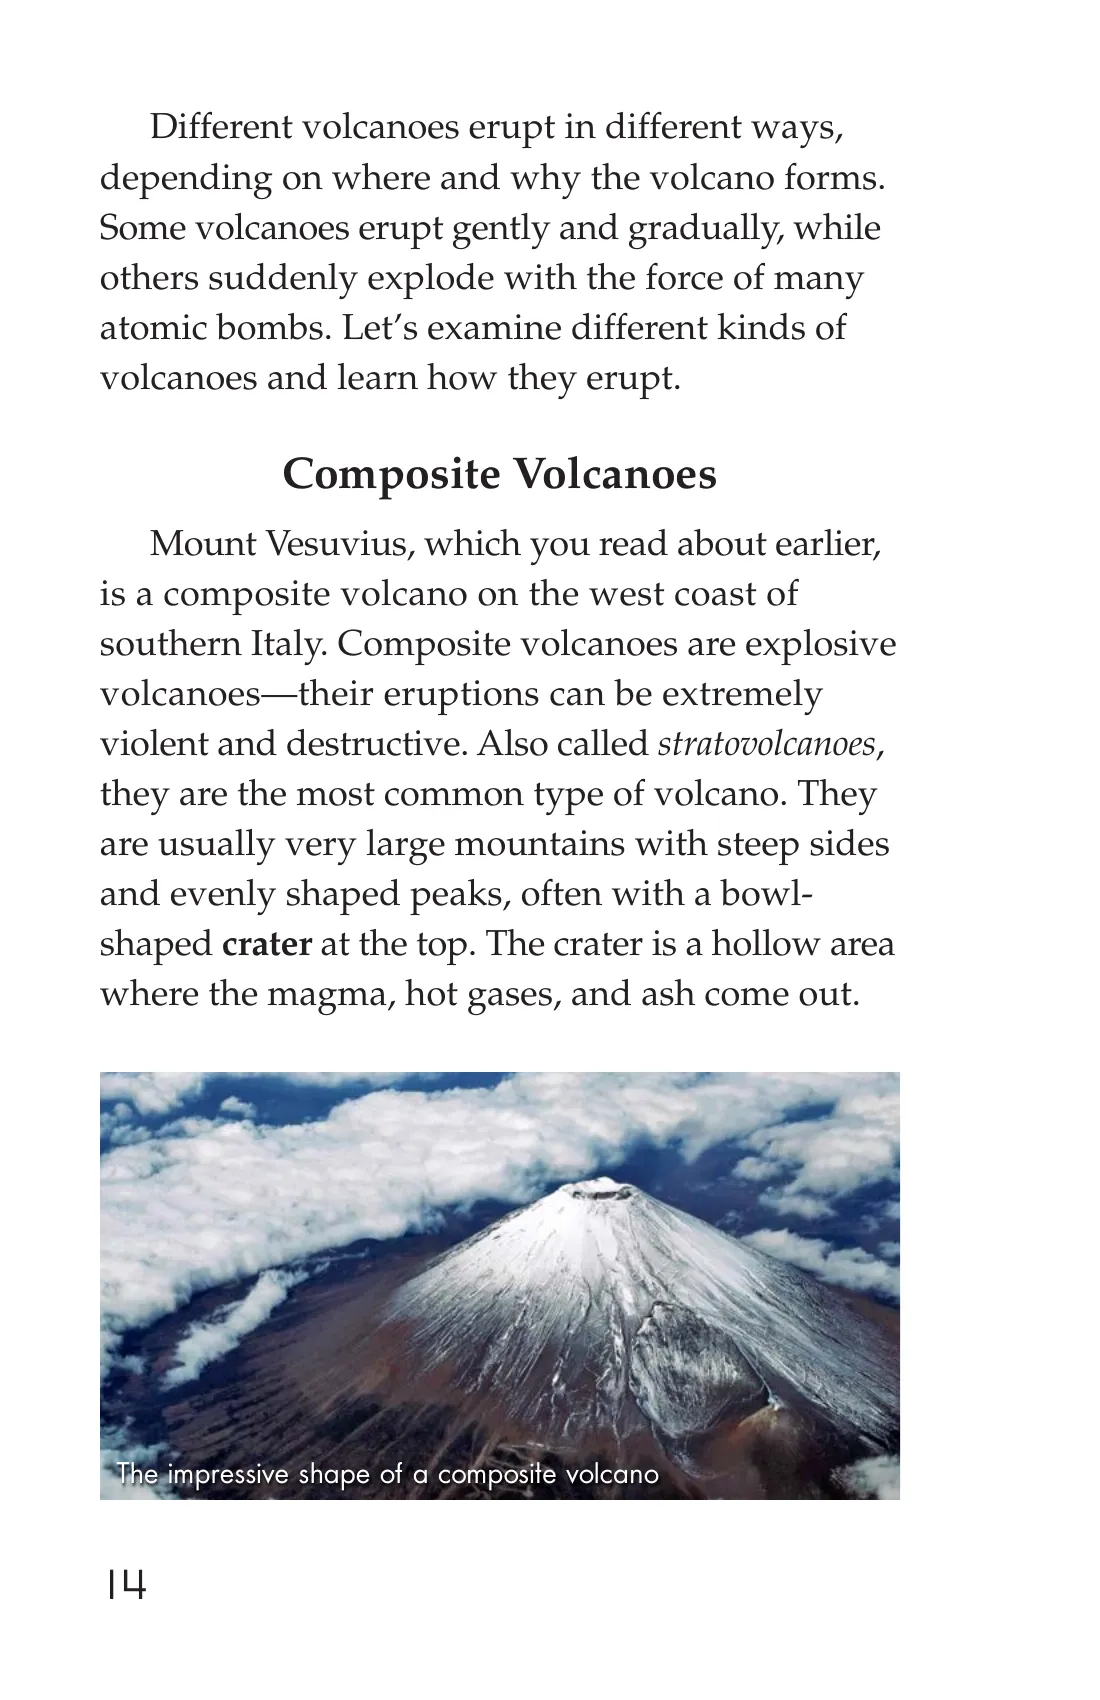 Different volcanoes erupt in different ways,
depending on where and why the volcano forms.
Some volcanoes erupt gently and gradually, while
others suddenly explode with the force of many
atomic bombs. Let’s examine different kinds of
volcanoes and learn how they erupt.
Composite Volcanoes
Mount Vesuvius, which you read about earlier,
is a composite volcano on the west coast of
southern Italy. Composite volcanoes are explosive
volcanoes—their eruptions can be extremely
violent and destructive. Also called stratovolcanoes,
they are the most common type of volcano. They
are usually very large mountains with steep sides
and evenly shaped peaks, often with a bowl-
shaped crater at the top. The crater is a hollow area
where the magma, hot gases, and ash come out.
The impressive shape of a composite volcano
14